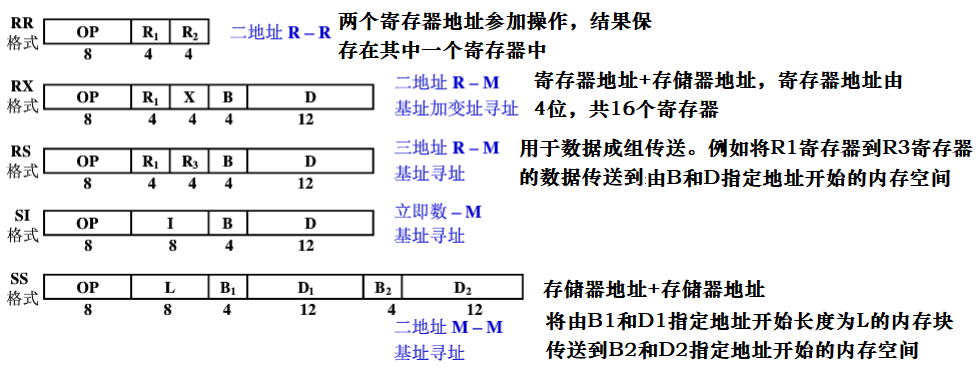 RR
格式
OP R₁ R₂
8 4 4
二地址 R – R
两个寄存器地址参加操作，结果保
存在其中一个寄存器中
RX
格式
OP R₁ X B D
8 4 4 4 12
二地址 R – M
基址加变址寻址
寄存器地址+存储器地址，寄存器地址由
4位，共16个寄存器
RS
格式
OP R₁ R₃ B D
8 4 4 4 12
三地址 R – M
基址寻址
用于数据成组传送。例如将R1寄存器到R3寄存器
的数据传送到由B和D指定地址开始的内存空间
SI
格式
OP I B D
8 8 4 12
立即数 – M
基址寻址
SS
格式
OP L B₁ D₁ B₂ D₂
8 8 4 12 4 12
二地址 M – M
基址寻址
存储器地址+存储器地址
将由B1和D1指定地址开始长度为L的内存块
传送到B2和D2指定地址开始的内存空间